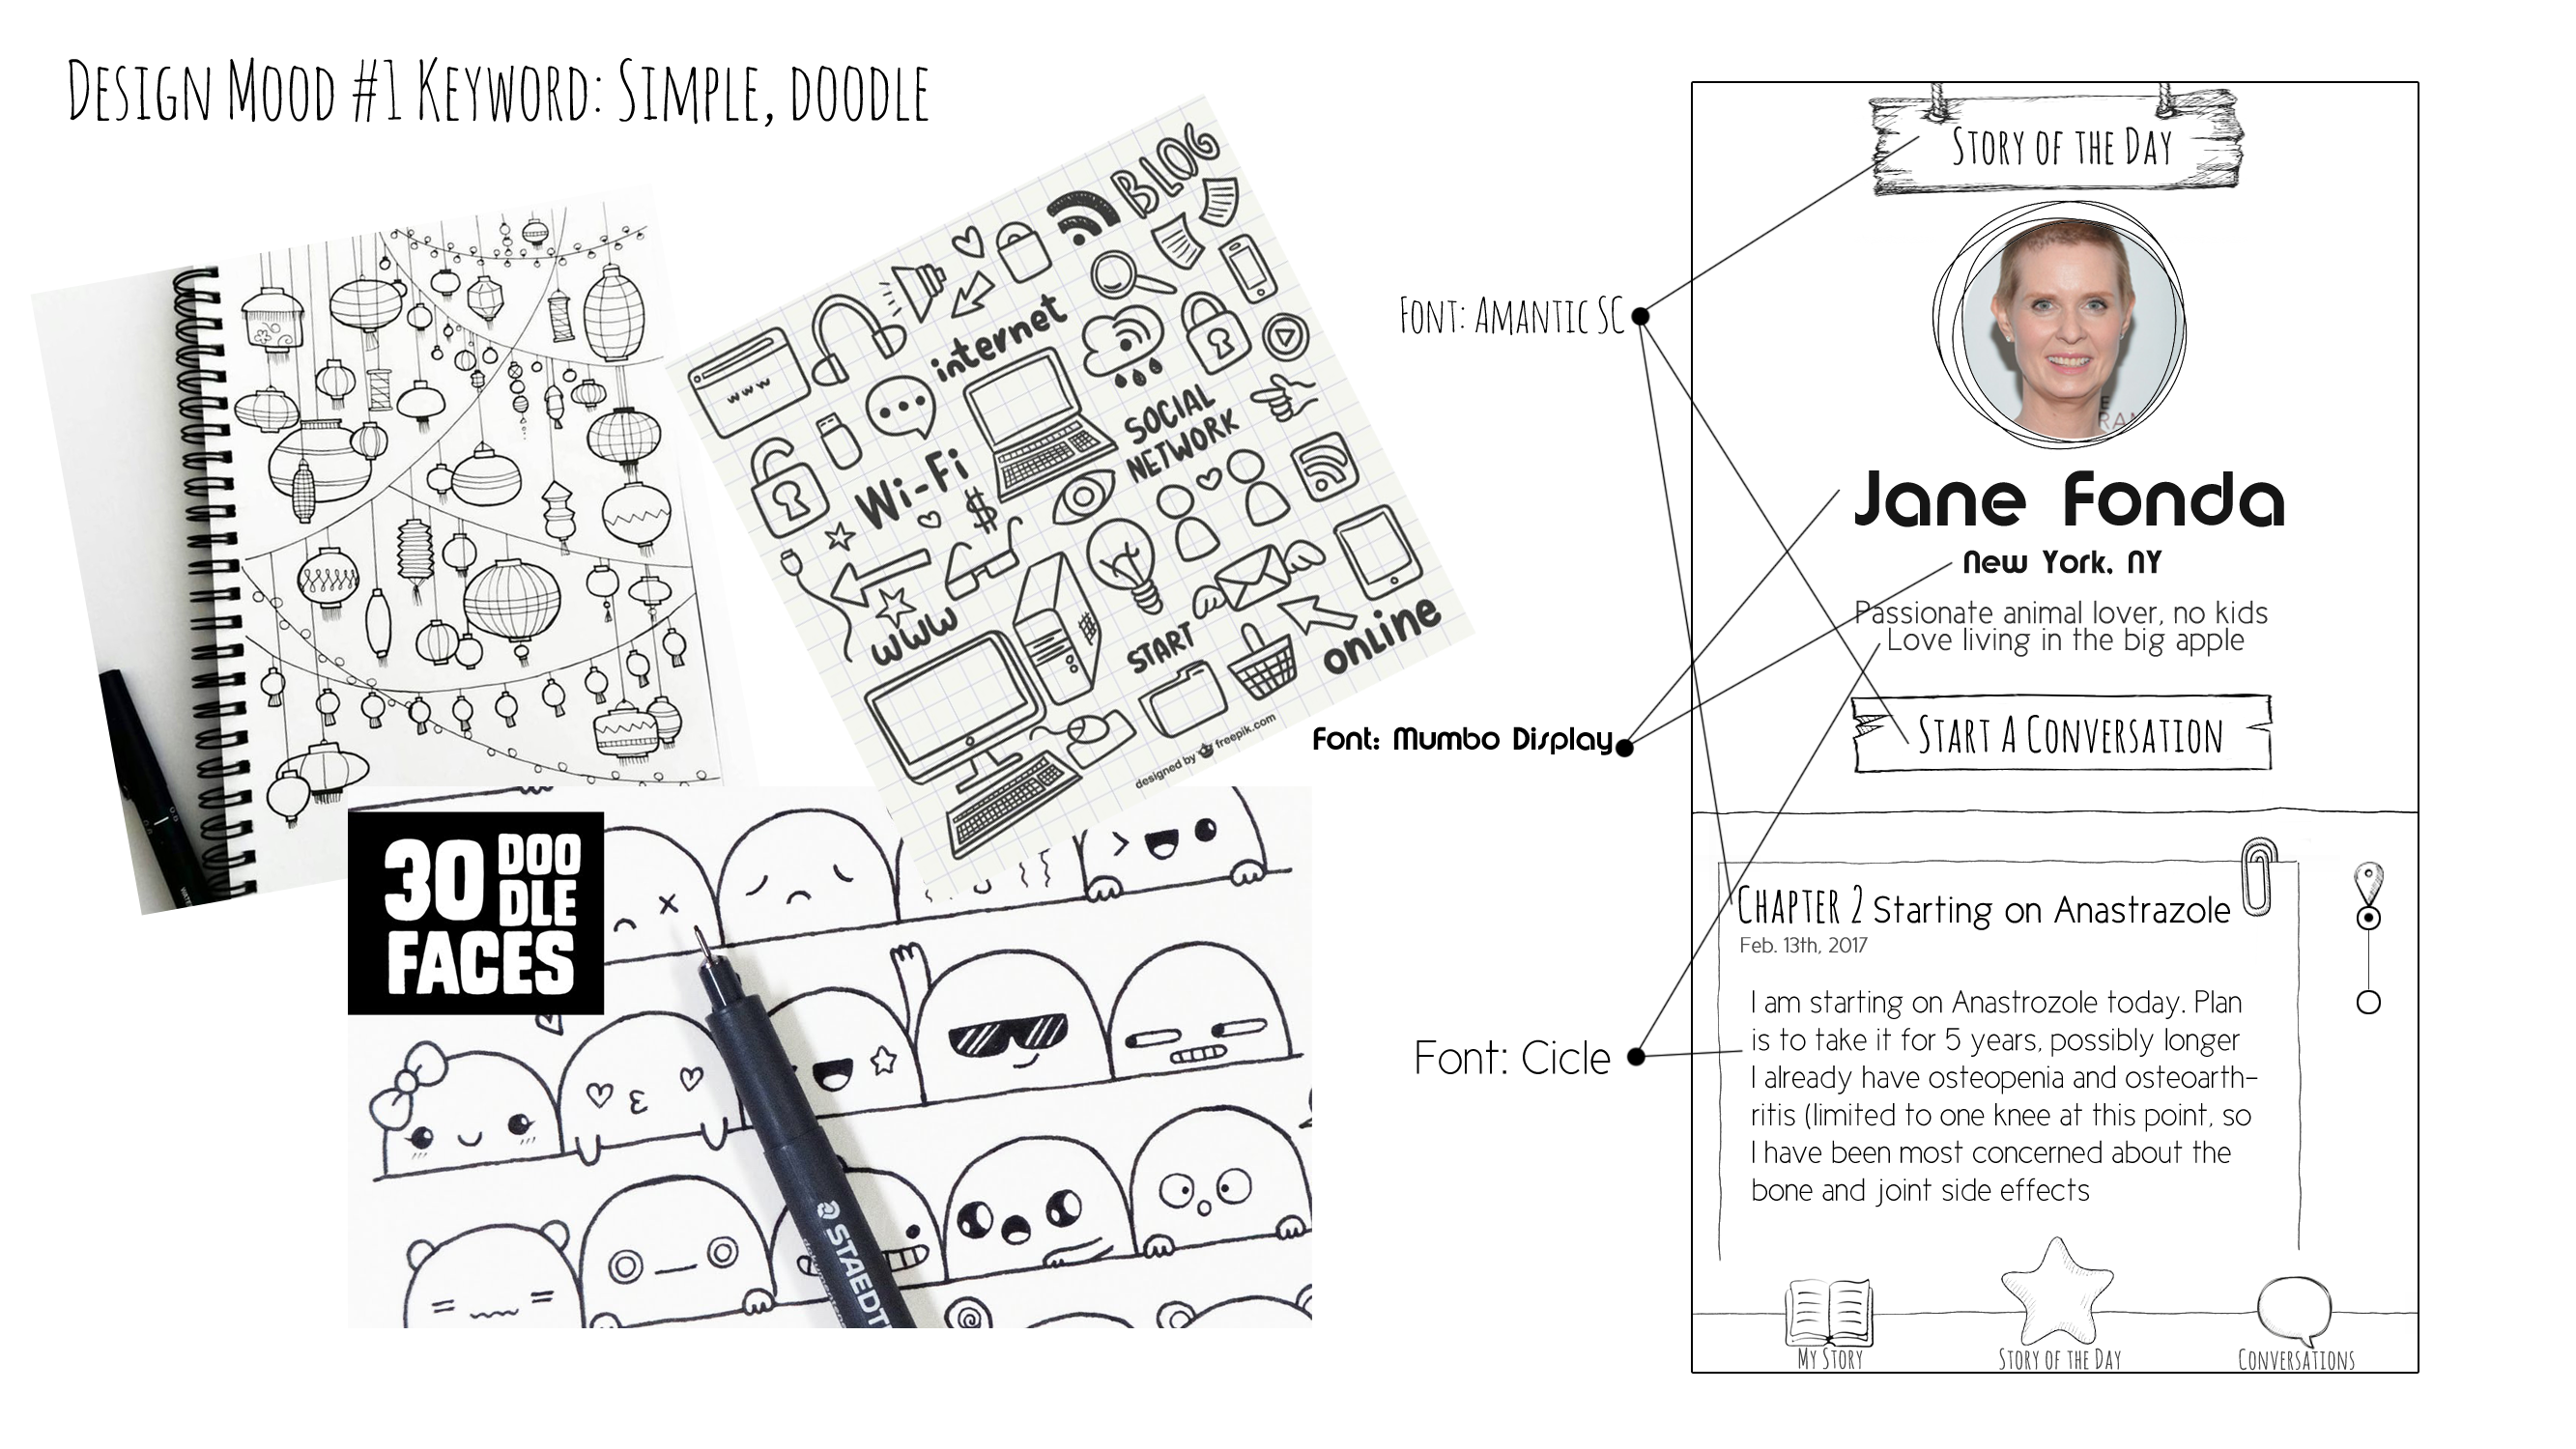 Design Mood #1 Keyword: Simple, doodle
BLOG
internet
www
SOCIAL
NETWORK
Wi-Fi
$
www
START
online
designed by freepik.com
30 DOO
DLE
FACES
STAEDT
Font: Amantic SC
Font: Mumbo Display
Font: Cicle
Story of the Day
Jane Fonda
New York, NY
Passionate animal lover, no kids
Love living in the big apple
Start A Conversation
Chapter 2 Starting on Anastrazole
Feb. 13th, 2017
I am starting on Anastrozole today. Plan
is to take it for 5 years, possibly longer
I already have osteopenia and osteoarth-
ritis (limited to one knee at this point, so
I have been most concerned about the
bone and joint side effects
My Story
Story of the Day
Conversations